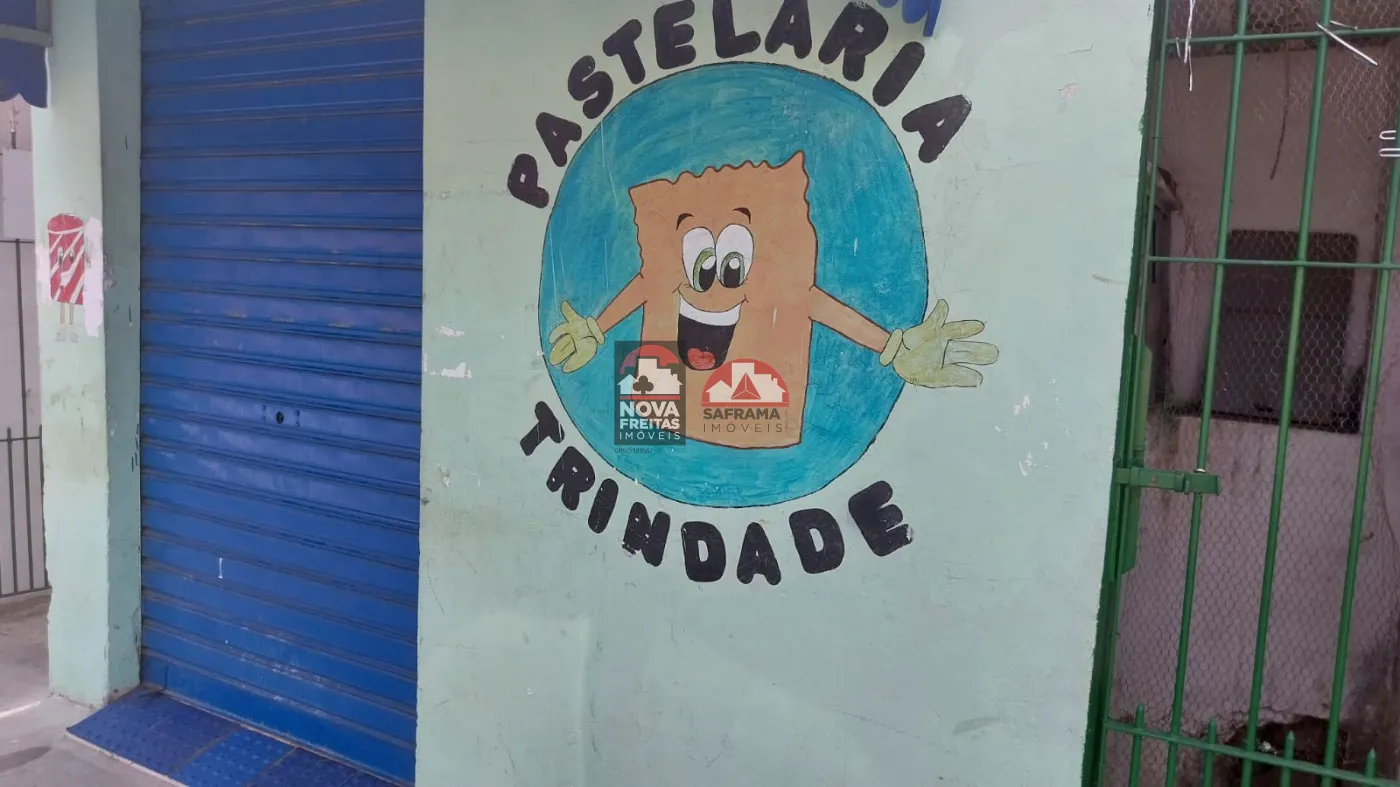 PASTELARIA
TRINDADE
NOVA
FREITAS
IMÓVEIS
SAFRAMA
IMÓVEIS